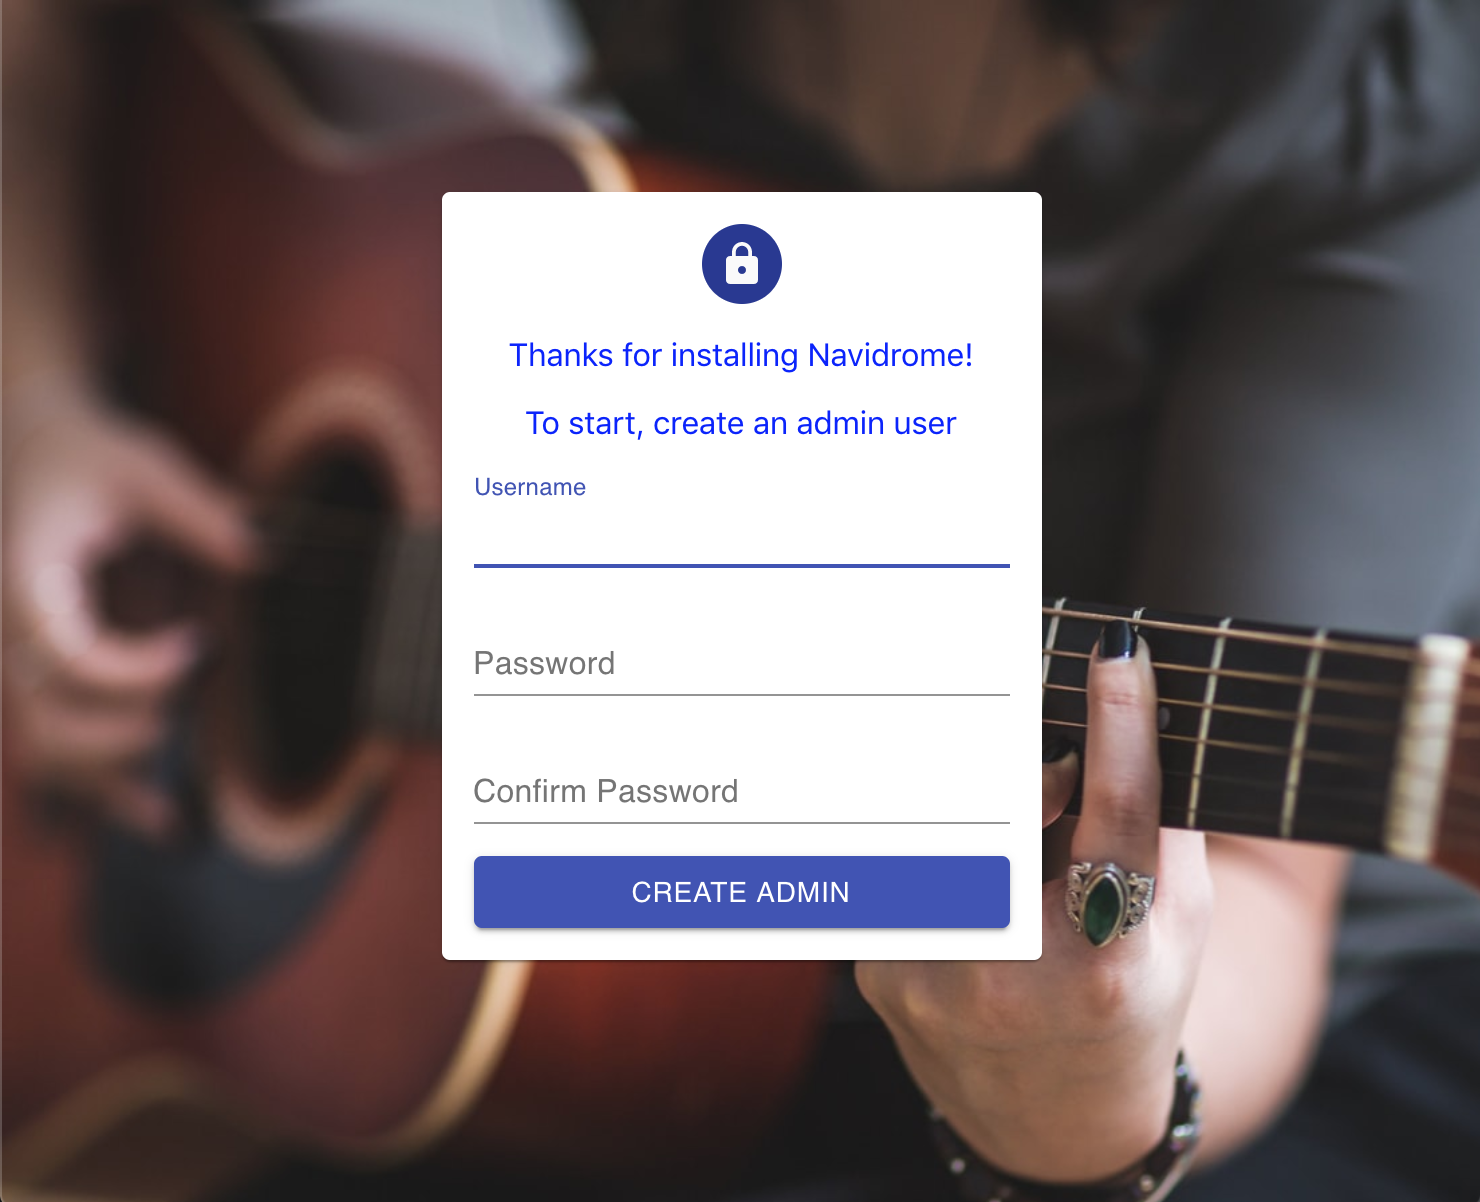 Thanks for installing Navidrome!
To start, create an admin user
Username
Password
Confirm Password
CREATE ADMIN